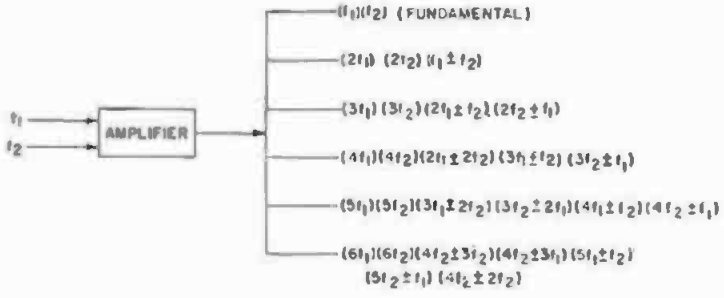 (f₁)(f₂) (FUNDAMENTAL)
(2f₁) (2f₂) (f₁ ± f₂)
(3f₁) (3f₂) (2f₁ ± f₂) (2f₂ ± f₁)
f₁
f₂
AMPLIFIER
(4f₁)(4f₂)(2f₁ ± 2f₂) (3f₁ ± f₂) (3f₂ ± f₁)
(5f₁)(5f₂)(3f₁ ± 2f₂)(3f₂ ± 2f₁)(4f₁ ± f₂)(4f₂ ± f₁)
(6f₁)(6f₂)(4f₂ ± 3f₂)(4f₂ ± 3f₁)(5f₁ ± f₂)
(5f₂ ± f₁) (4f₂ ± 2f₂)